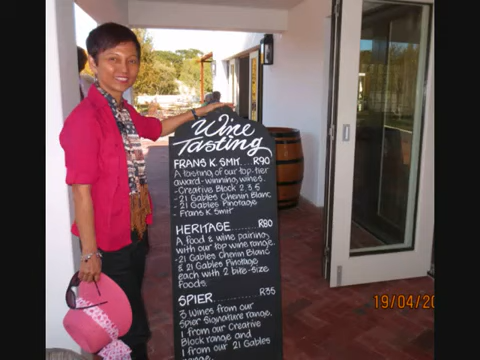 Wine
Tasting
FRANS K. SMIT....R90
A tasting of our top-tier
award-winning wines.
-Creative Block 2.3.5
-21 Gables Chenin Blanc
-21 Gables Pinotage
-Frans K. Smit
HERITAGE.......R80
A food & wine pairing
with our top wine range.
-21 Gables Chenin Blanc
& 21 Gables Pinotage
each with 2 bite-size
foods.
SPIER...........R35
3 Wines from our
Spier Signature range.
1 from our Creative
Block range and
1 from our 21 Gables
range.
19/04/20